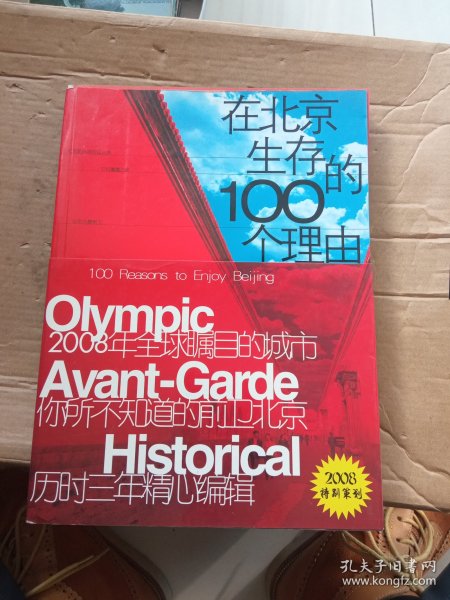 在北京
生存
的
100
个理由
100 Reasons to Enjoy Beijing
Olympic
2008年全球瞩目的城市
Avant-Garde
你所不知道的前卫北京
Historical
历时三年精心编辑
2008
特别策划
孔夫子旧书网
www.kongfz.com